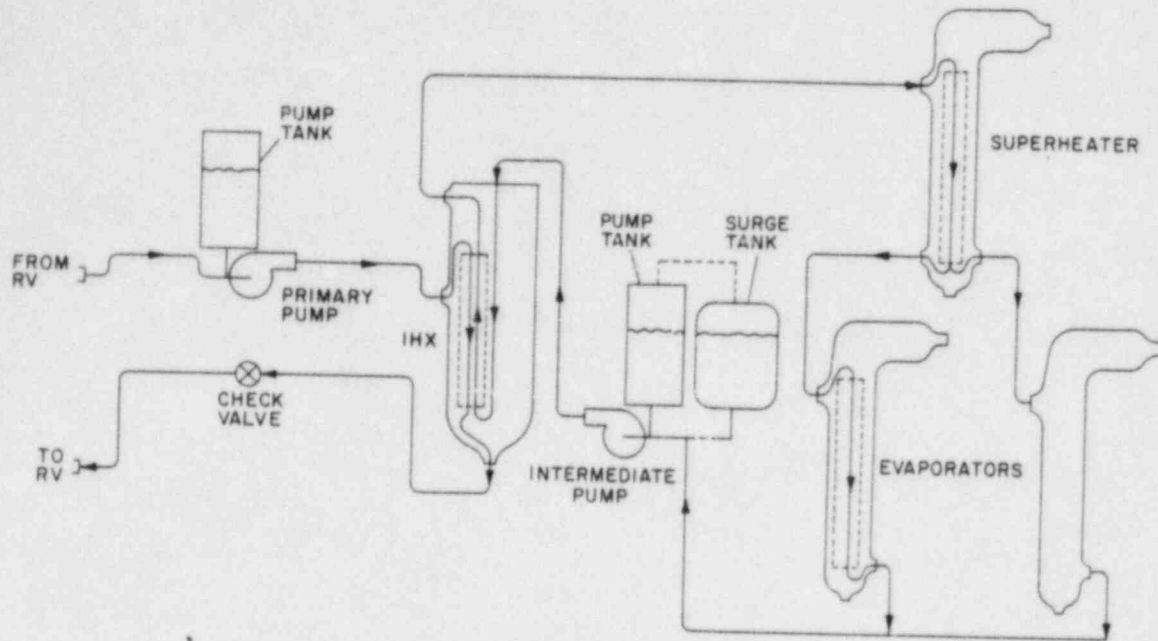 PUMP
TANK
SUPERHEATER
PUMP
TANK
SURGE
TANK
FROM
RV
PRIMARY
PUMP
IHX
CHECK
VALVE
TO
RV
INTERMEDIATE
PUMP
EVAPORATORS